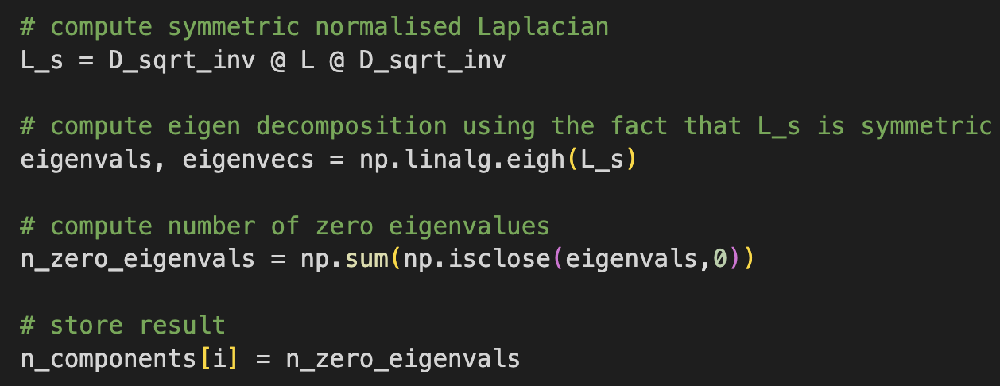 # compute symmetric normalised Laplacian
L_s = D_sqrt_inv @ L @ D_sqrt_inv
# compute eigen decomposition using the fact that L_s is symmetric
eigenvals, eigenvecs = np.linalg.eigh(L_s)
# compute number of zero eigenvalues
n_zero_eigenvals = np.sum(np.isclose(eigenvals,0))
# store result
n_components[i] = n_zero_eigenvals